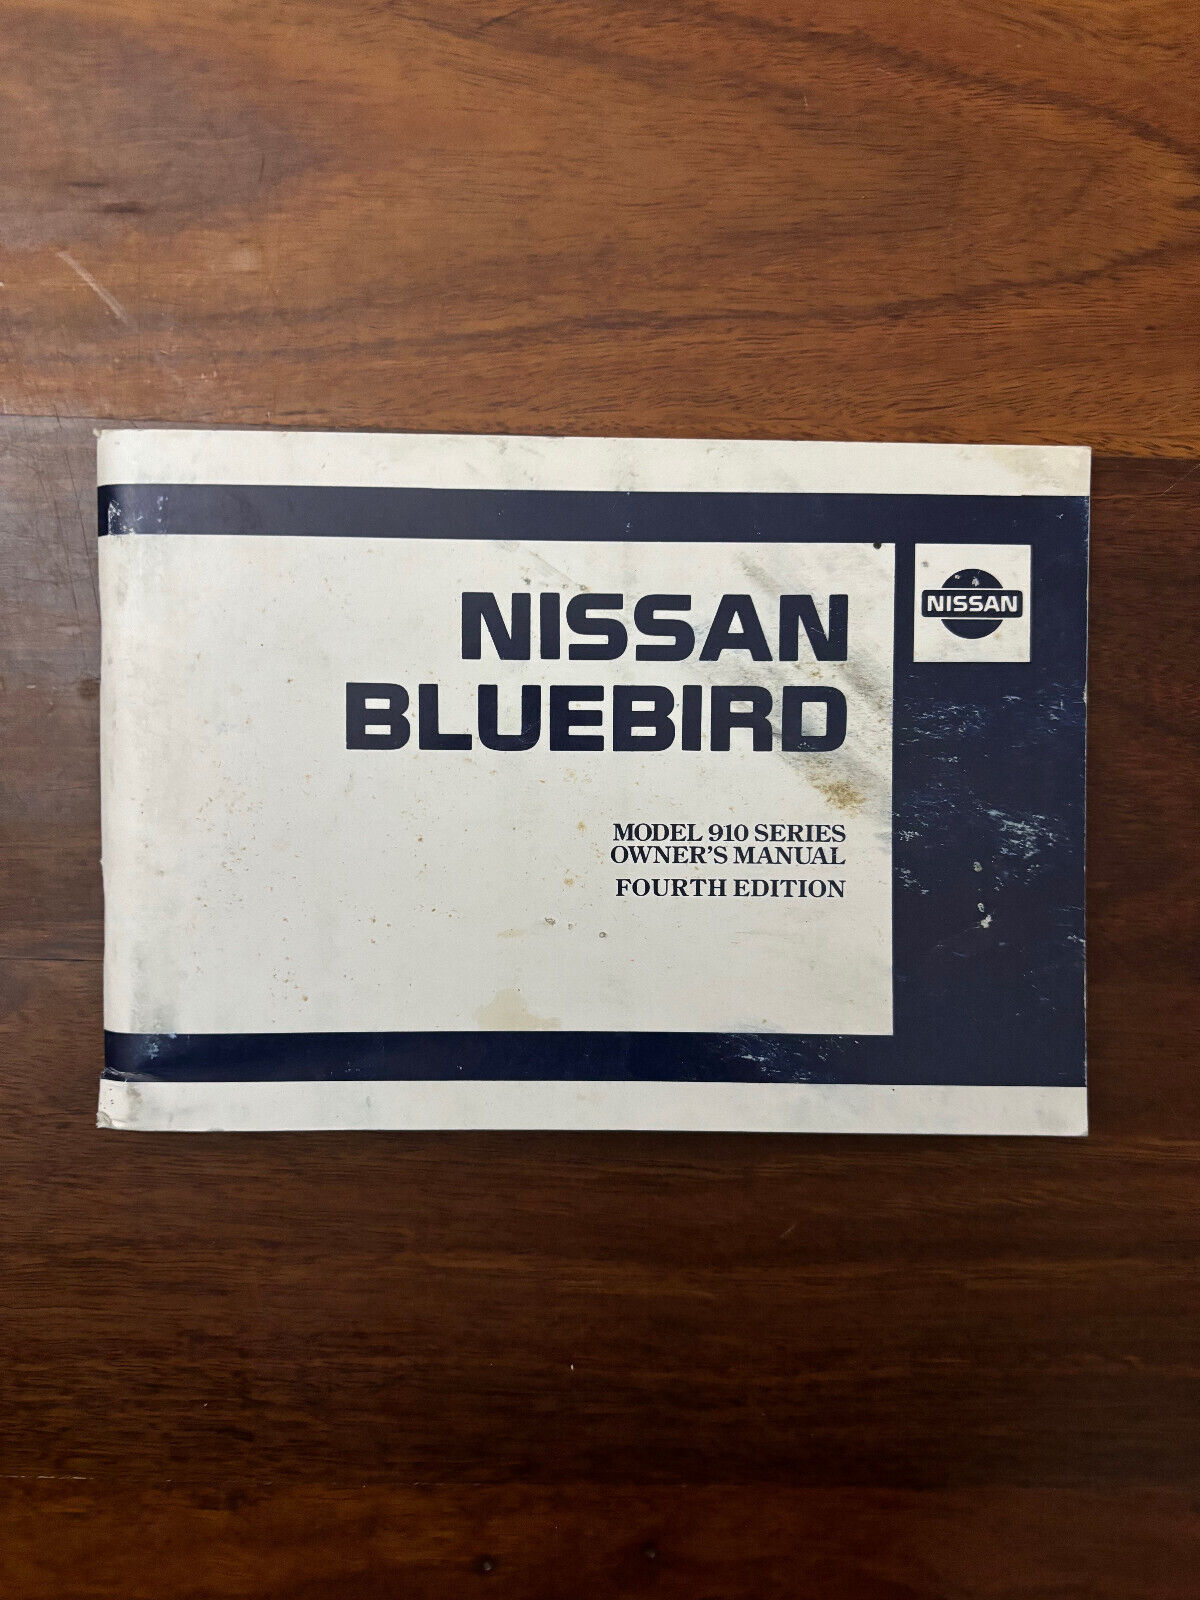 NISSAN
BLUEBIRD
MODEL 910 SERIES
OWNER'S MANUAL
FOURTH EDITION
NISSAN